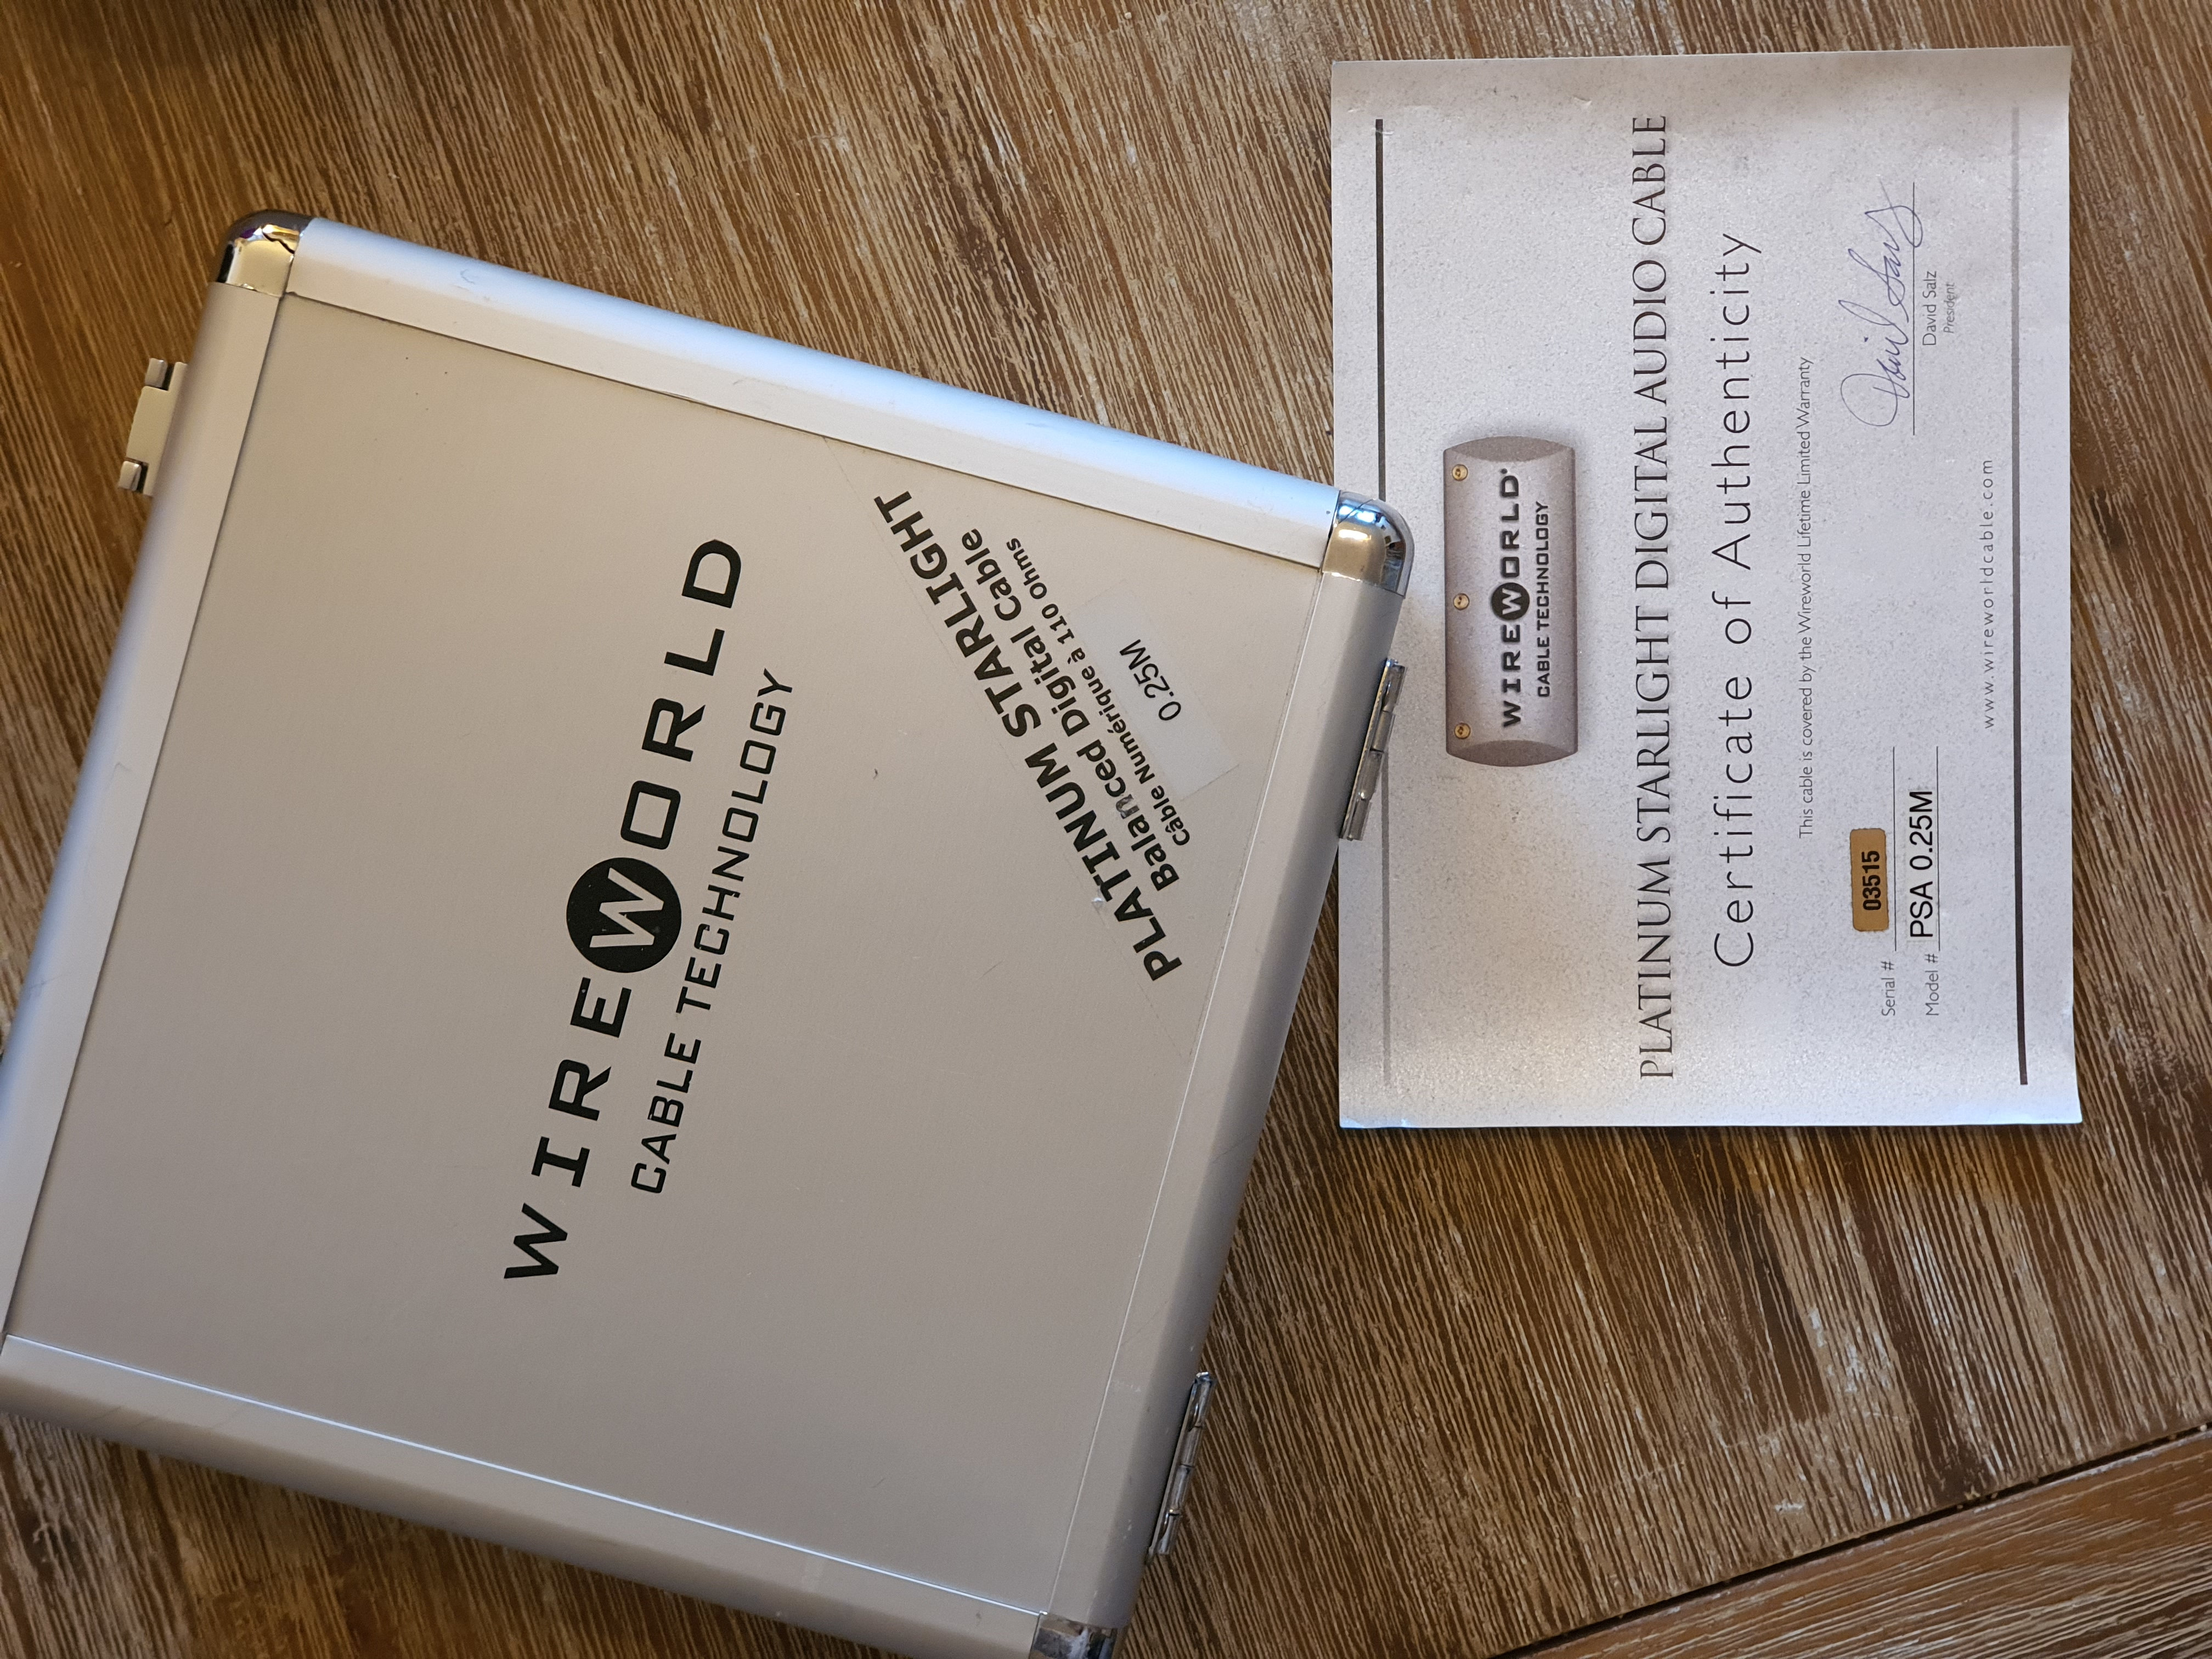 WIREWORLD
CABLE TECHNOLOGY
PLATINUM STARLIGHT
Balanced Digital Cable
Câble Numérique à 110 Ohms
0.25M
WIREWORLD®
CABLE TECHNOLOGY
PLATINUM STARLIGHT DIGITAL AUDIO CABLE
Certificate of Authenticity
This cable is covered by the Wireworld Lifetime Limited Warranty
Serial # 03515
Model # PSA 0.25M
David Salz
David Salz
President
www.wireworldcable.com